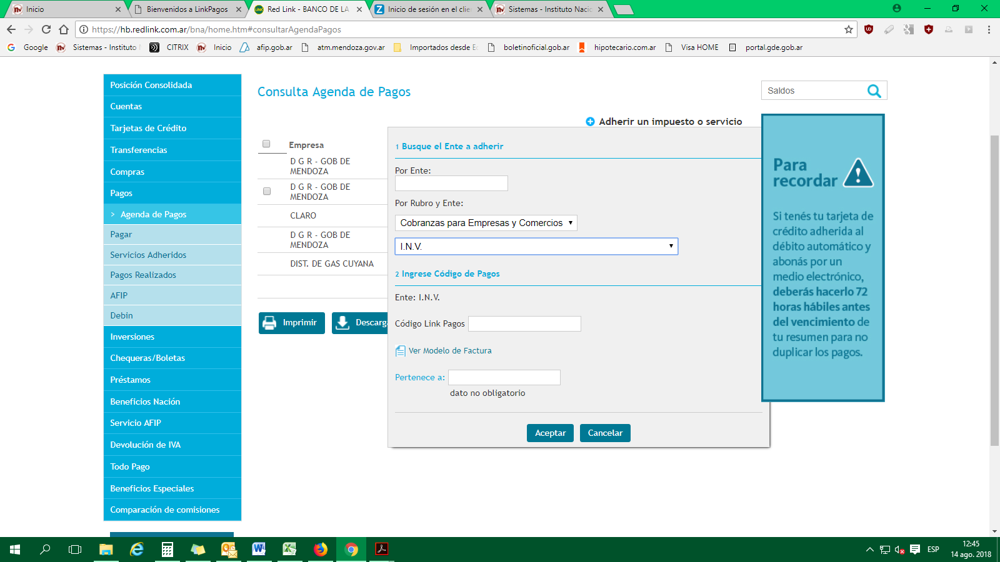 Inicio
Bienvenidos a LinkPagos
Red Link - BANCO DE LA
Inicio de sesión en el clie
Sistemas - Instituto Nacio
https://hb.redlink.com.ar/bna/home.htm#consultarAgendaPagos
Google
Sistemas - Instituto
CITRIX
Inicio
afip.gob.ar
atm.mendoza.gov.ar
Importados desde
boletinoficial.gob.ar
hipotecario.com.ar
Visa HOME
portal.gde.gob.ar
Posición Consolidada
Cuentas
Tarjetas de Crédito
Transferencias
Compras
Pagos
> Agenda de Pagos
Pagar
Servicios Adheridos
Pagos Realizados
AFIP
Debin
Inversiones
Chequeras/Boletas
Préstamos
Beneficios Nación
Servicio AFIP
Devolución de IVA
Todo Pago
Beneficios Especiales
Comparación de comisiones
Consulta Agenda de Pagos
Adherir un impuesto o servicio
Empresa
D G R - GOB DE
MENDOZA
D G R - GOB DE
MENDOZA
CLARO
D G R - GOB DE
MENDOZA
DIST. DE GAS CUYANA
Imprimir
Descarga
1 Busque el Ente a adherir
Por Ente:
Por Rubro y Ente:
Cobranzas para Empresas y Comercios
I.N.V.
2 Ingrese Código de Pagos
Ente: I.N.V.
Código Link Pagos
Ver Modelo de Factura
Pertenece a:
dato no obligatorio
Aceptar
Cancelar
Saldos
Para
recordar
Si tenés tu tarjeta de
crédito adherida al
débito automático y
abonás por un
medio electrónico,
deberás hacerlo 72
horas hábiles antes
del vencimiento de
tu resumen para no
duplicar los pagos.
ESP
12:45
14 ago. 2018